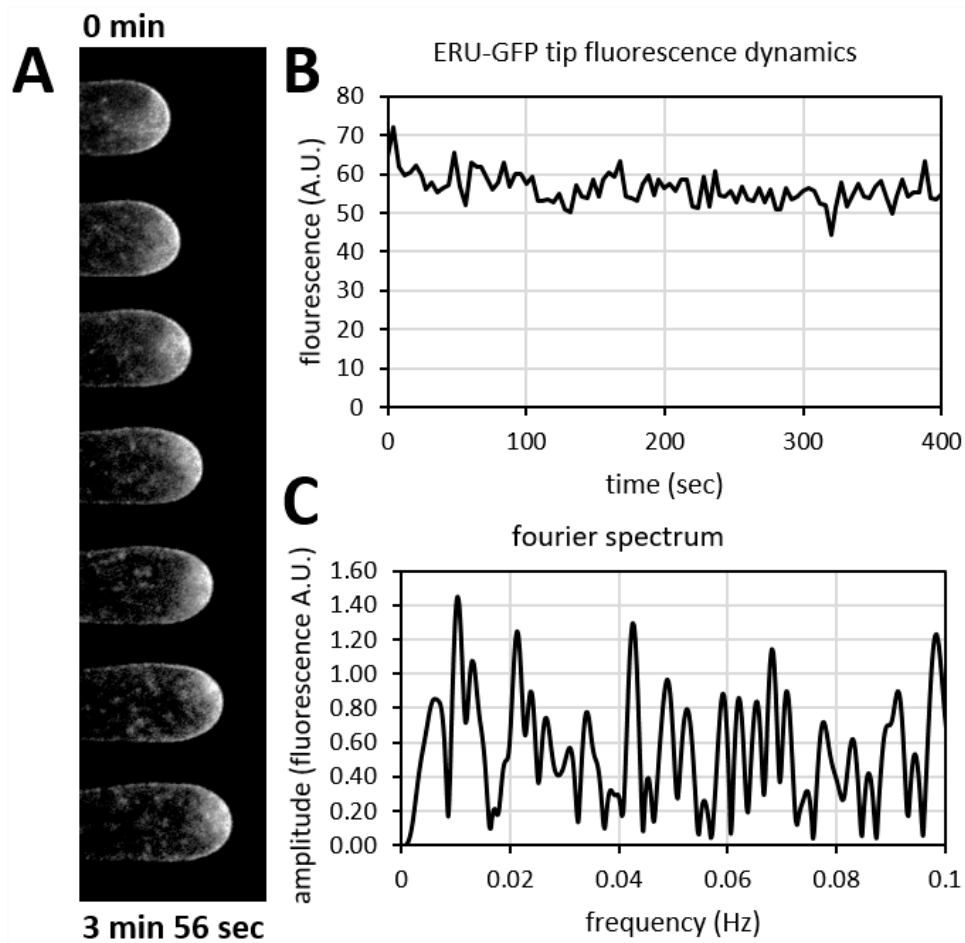 0 min
A
3 min 56 sec
B
ERU-GFP tip fluorescence dynamics
flourescence (A.U.)
80
70
60
50
40
30
20
10
0
0 100 200 300 400
time (sec)
C
fourier spectrum
amplitude (fluorescence A.U.)
1.60
1.40
1.20
1.00
0.80
0.60
0.40
0.20
0.00
0 0.02 0.04 0.06 0.08 0.1
frequency (Hz)